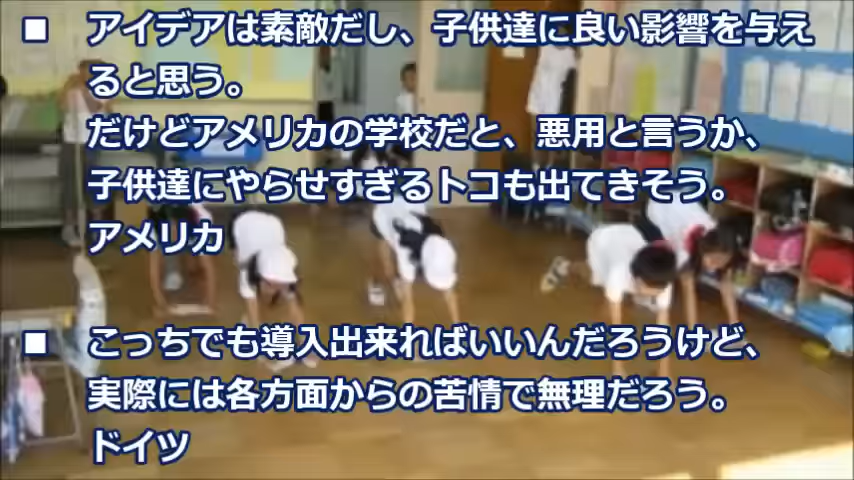 ■ アイデアは素敵だし、子供達に良い影響を与え
ると思う。
だけどアメリカの学校だと、悪用と言うか、
子供達にやらせすぎるトコも出てきそう。
アメリカ
■ こっちでも導入出来ればいいんだろうけど、
実際には各方面からの苦情で無理だろう。
ドイツ